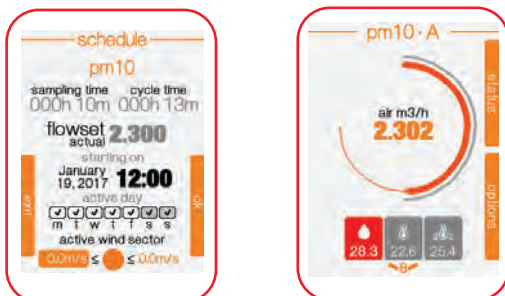 schedule
pm10
sampling time cycle time
000h 10m 000h 13m
flowset 2.300
actual
starting on
January 12:00
19, 2017
active day
m t w t f s s
active wind sector
0.0m/s ≤ ≤ 0.0m/s
exit
ok
pm10 · A
air m3/h
2.302
status
options
28.3 22.6 25.4
8